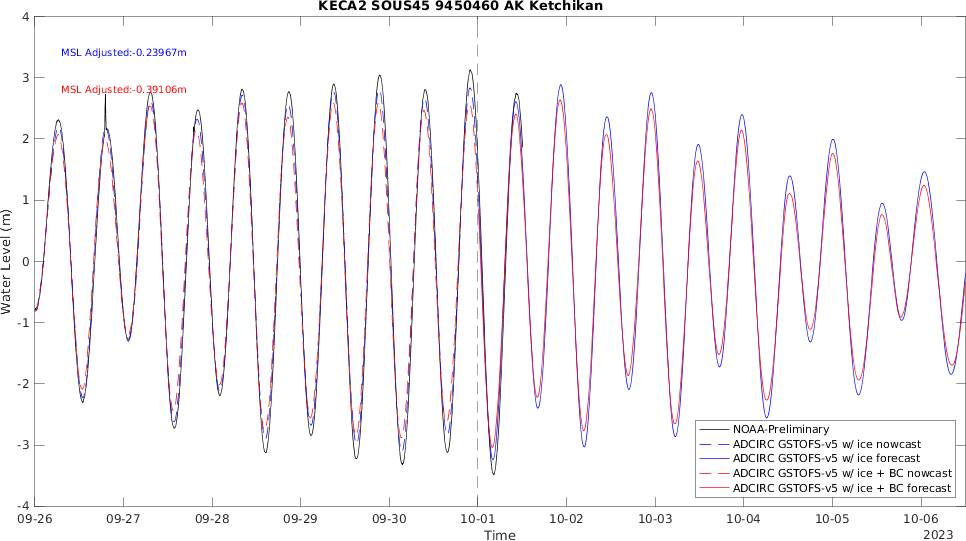 KECA2 SOUS45 9450460 AK Ketchikan
4
MSL Adjusted:-0.23967m
3
MSL Adjusted:-0.39106m
2
1
0
-1
-2
-3
-4
Water Level (m)
NOAA-Preliminary
ADCIRC GSTOFS-v5 w/ ice nowcast
ADCIRC GSTOFS-v5 w/ ice forecast
ADCIRC GSTOFS-v5 w/ ice + BC nowcast
ADCIRC GSTOFS-v5 w/ ice + BC forecast
09-26 09-27 09-28 09-29 09-30 10-01 10-02 10-03 10-04 10-05 10-06
Time
2023